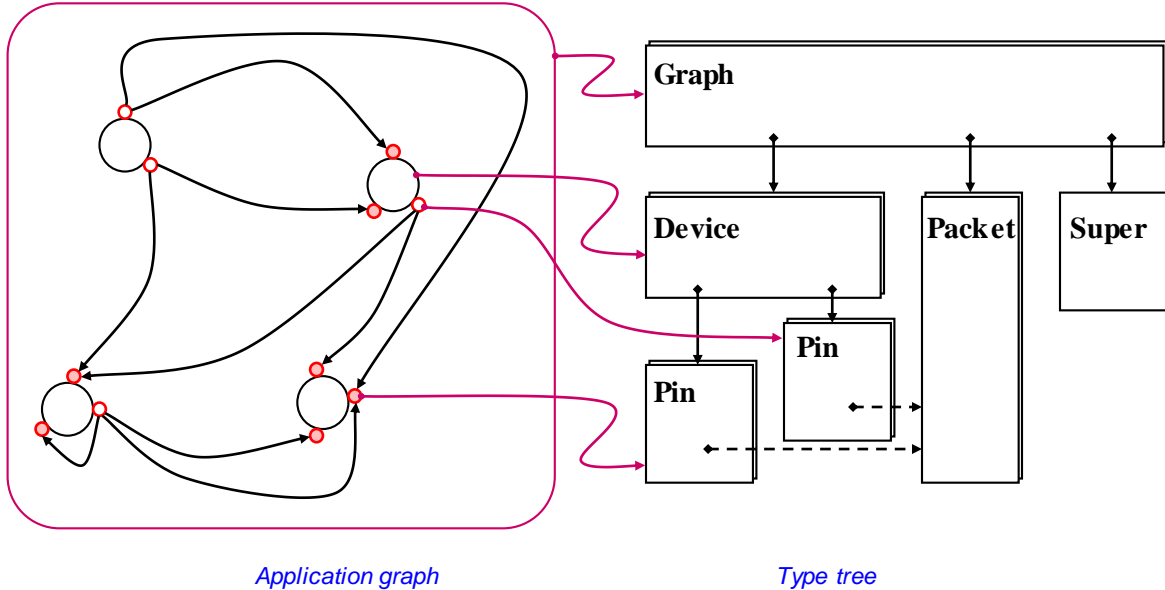 Graph
Device
Packet
Super
Pin
Pin
Application graph
Type tree